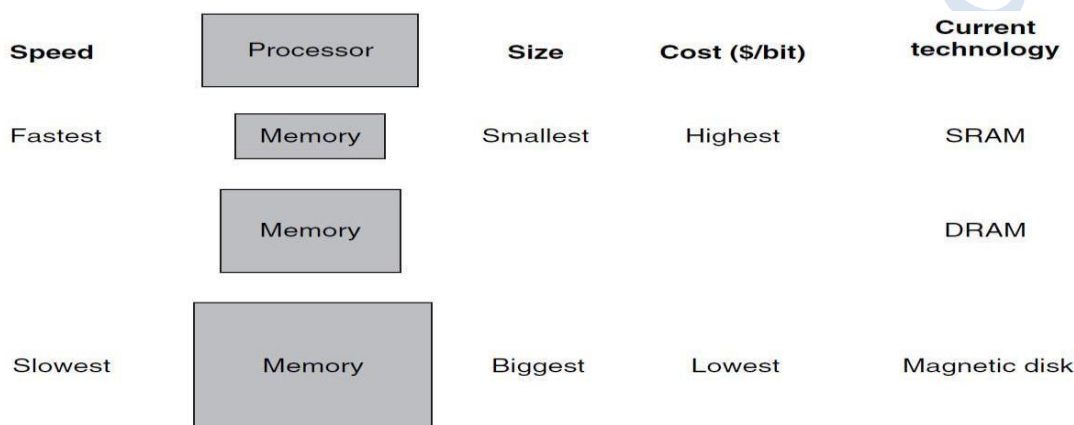 Speed Processor Size Cost ($/bit) Current technology
Fastest Memory Smallest Highest SRAM
Memory DRAM
Slowest Memory Biggest Lowest Magnetic disk